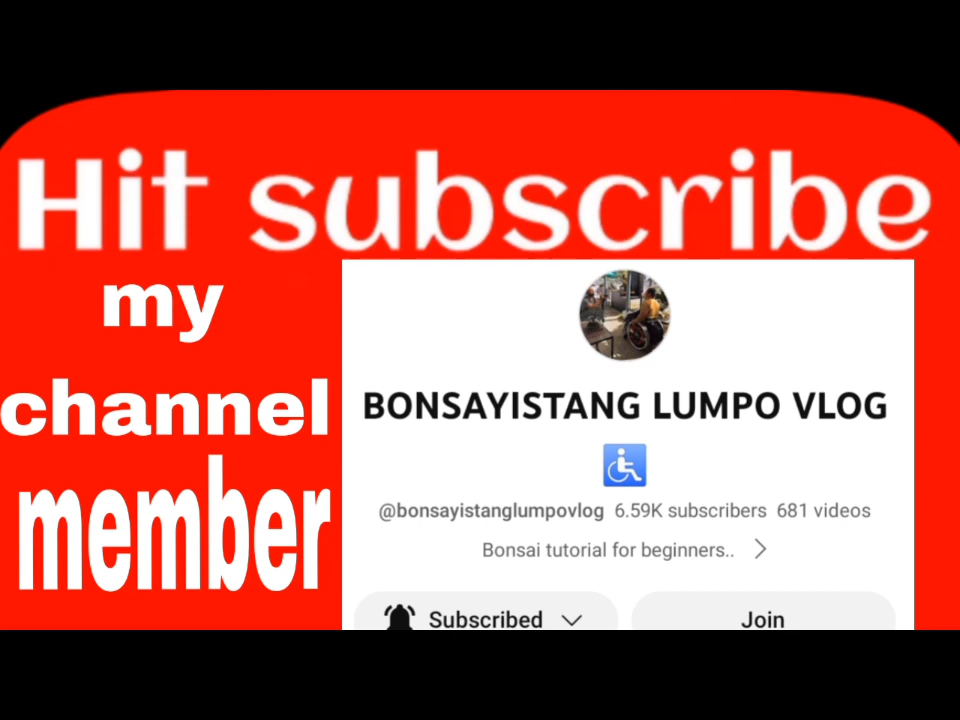 Hit subscribe
my
channel
member
BONSAYISTANG LUMPO VLOG
♿
@bonsayistanglumpovlog 6.59K subscribers 681 videos
Bonsai tutorial for beginners..
Subscribed
Join